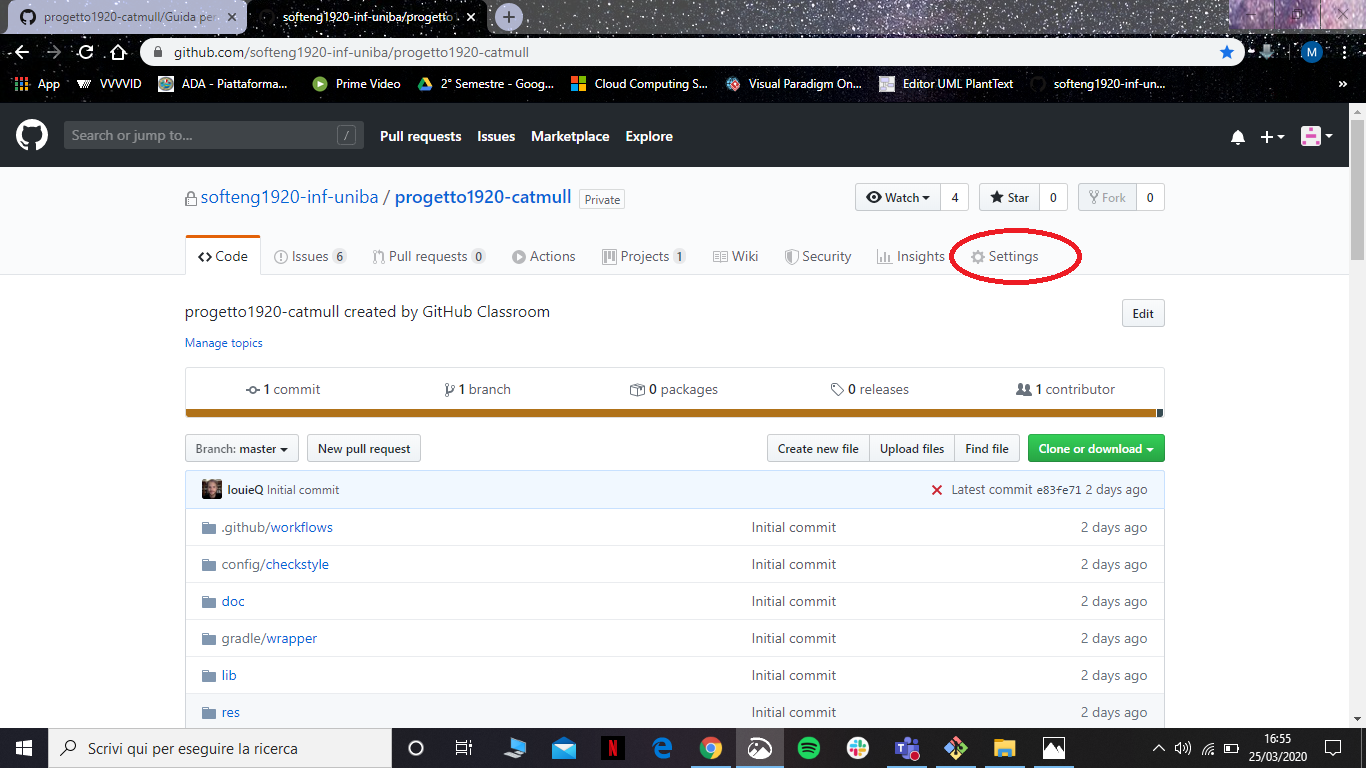 progetto1920-catmull/Guida per
softeng1920-inf-uniba/progetto
github.com/softeng1920-inf-uniba/progetto1920-catmull
M
App VVVVID ADA - Piattaforma... Prime Video 2° Semestre - Goog... Cloud Computing S... Visual Paradigm On... Editor UML PlantText softeng1920-inf-un... »
Search or jump to... / Pull requests Issues Marketplace Explore
softeng1920-inf-uniba / progetto1920-catmull Private Watch 4 Star 0 Fork 0
Code Issues 6 Pull requests 0 Actions Projects 1 Wiki Security Insights Settings
progetto1920-catmull created by GitHub Classroom Edit
Manage topics
1 commit 1 branch 0 packages 0 releases 1 contributor
Branch: master New pull request Create new file Upload files Find file Clone or download
louieQ Initial commit Latest commit e83fe71 2 days ago
.github/workflows Initial commit 2 days ago
config/checkstyle Initial commit 2 days ago
doc Initial commit 2 days ago
gradle/wrapper Initial commit 2 days ago
lib Initial commit 2 days ago
res Initial commit 2 days ago
Scrivi qui per eseguire la ricerca
16:55
25/03/2020